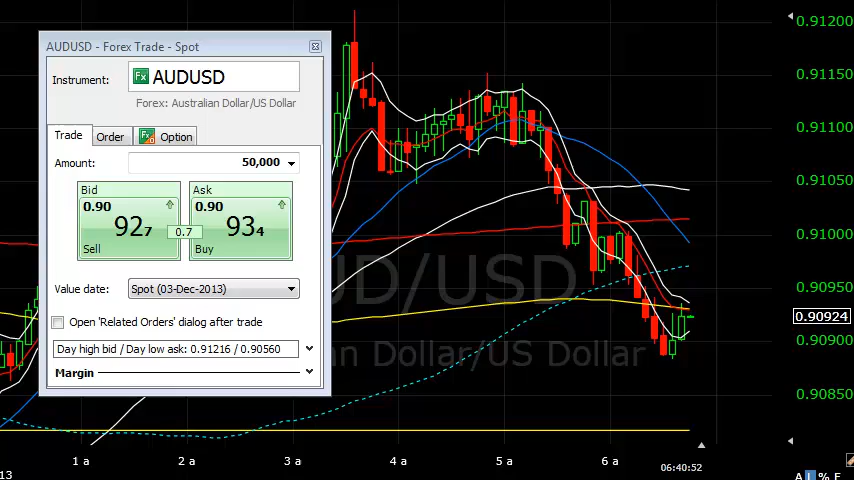 AUDUSD - Forex Trade - Spot
Instrument:
Fx AUDUSD
Forex: Australian Dollar/US Dollar
Trade Order Fx Option
Amount: 50,000
Bid Ask
0.90 0.90
927 0.7 934
Sell Buy
Value date: Spot (03-Dec-2013)
Open 'Related Orders' dialog after trade
Day high bid / Day low ask: 0.91216 / 0.90560
Margin
UD/USD
an Dollar/US Dollar
0.91200
0.91150
0.91100
0.91050
0.91000
0.90950
0.90924
0.90900
0.90850
1 a 2 a 3 a 4 a 5 a 6 a
13
06:40:52
A L % F